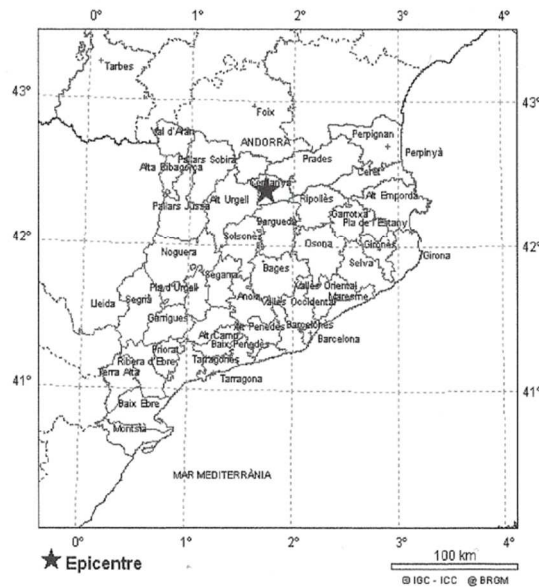 0° 1° 2° 3° 4°
Tarbes
43° 43°
Foix
Val d'Aran
ANDORRA
Perpignan
Pallars Sobirà
Prades
Perpinyà
Alta Ribagorça
Ceret
Alt Urgell
Ripollès
Alt Empordà
Pallars Jussà
Garrotxa
Pla de l'Estany
Berguedà
Solsonès
Osona
Gironès
Girona
42° 42°
Noguera
Selva
Segarra
Bages
Pla d'Urgell
Vallès Oriental
Lleida
Segrià
Anoia
Vallès Occidental
Maresme
Garrigues
Alt Penedès
Barcelonès
Alt Camp
Barcelona
Priorat
Baix Penedès
Ribera d'Ebre
Tarragonès
Terra Alta
Tarragona
41° 41°
Baix Ebre
Montsià
MAR MEDITERRÀNIA
0° 1° 2° 3° 4°
Epicentre
100 km
@ IGC - ICC @ BRGM